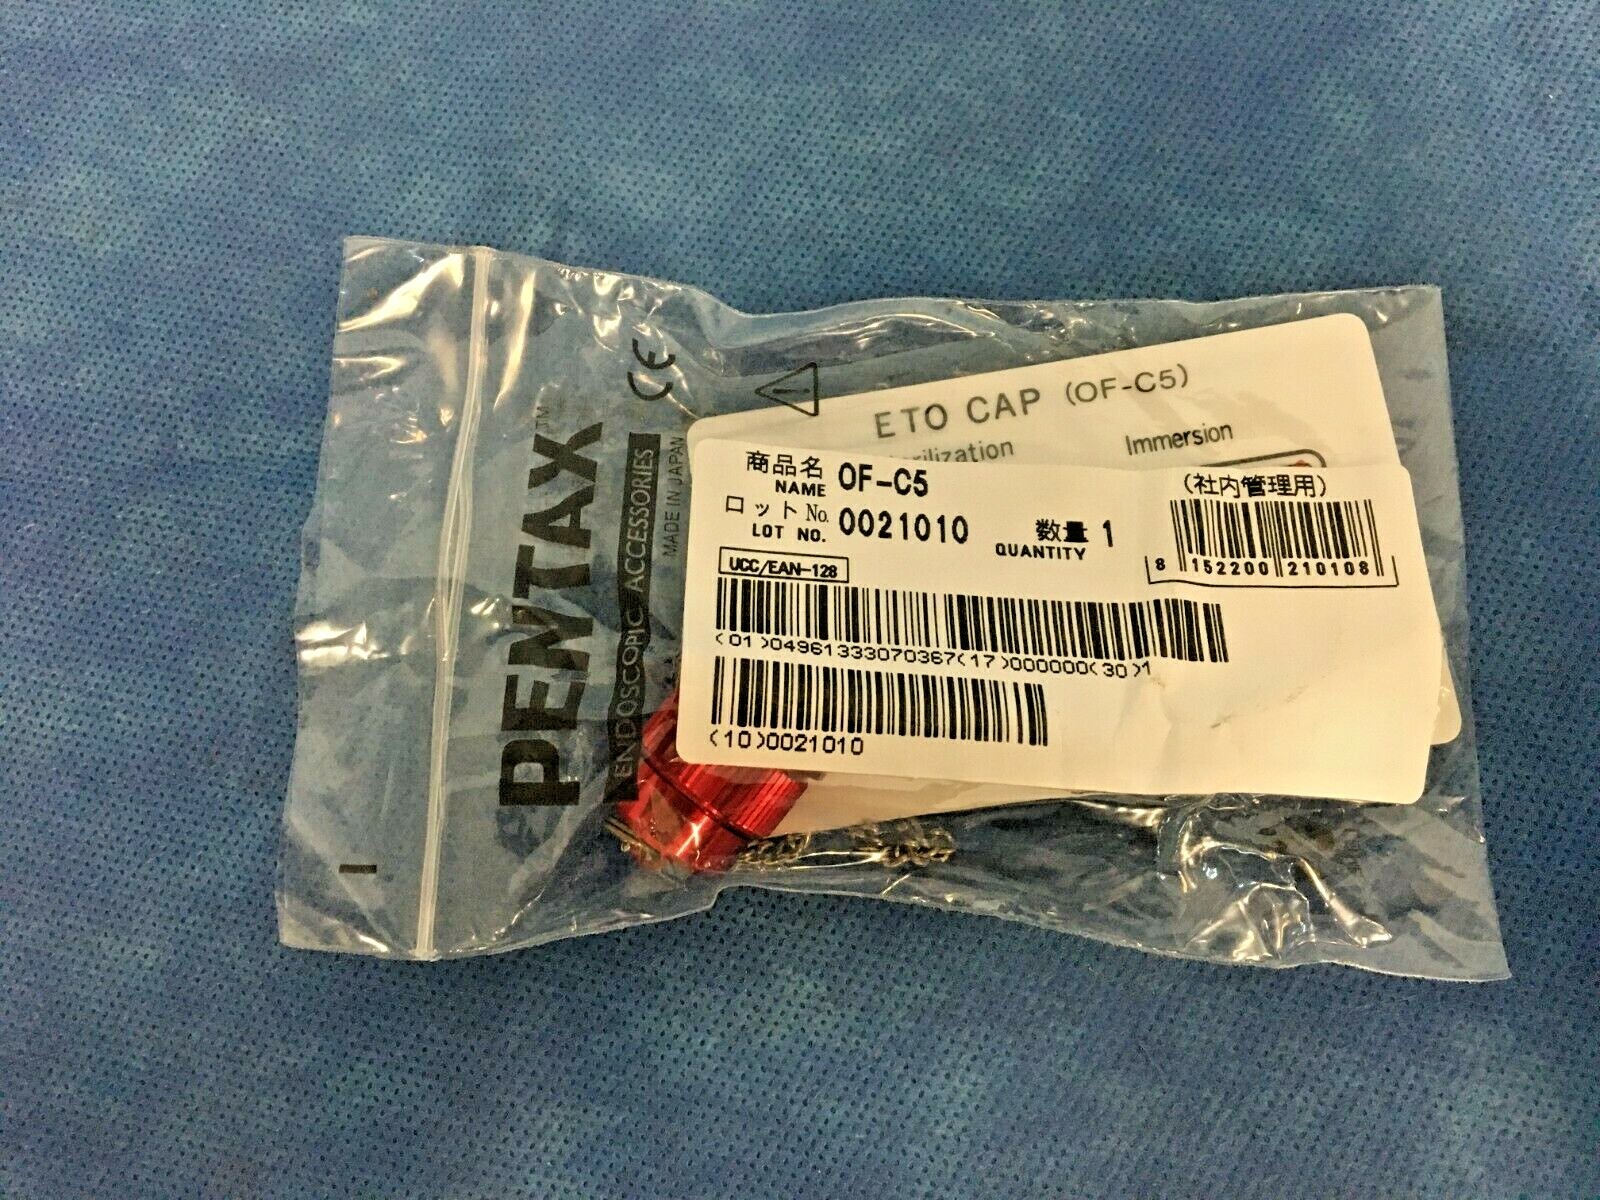 PENTAX™
ENDOSCOPIC ACCESSORIES
MADE IN JAPAN
CE
ETO CAP (OF-C5)
Immersion
商品名 OF-C5
NAME
ロットNo. 0021010
LOT NO.
数量 1
QUANTITY
(社内管理用)
8 152200 210108
UCC/EAN-128
(01)04961333070367(17)000000(30)1
(10)0021010